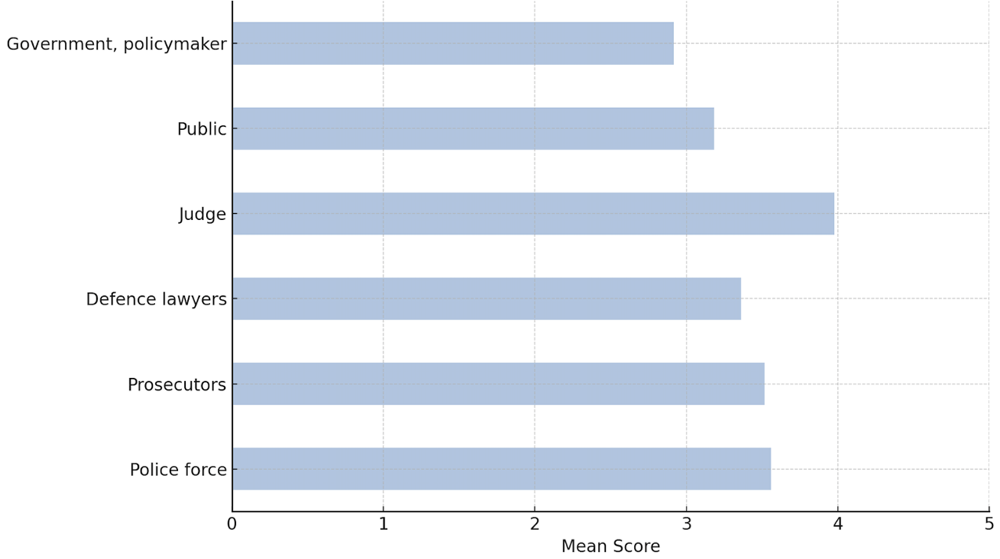 Government, policymaker
Public
Judge
Defence lawyers
Prosecutors
Police force
0 1 2 3 4 5
Mean Score